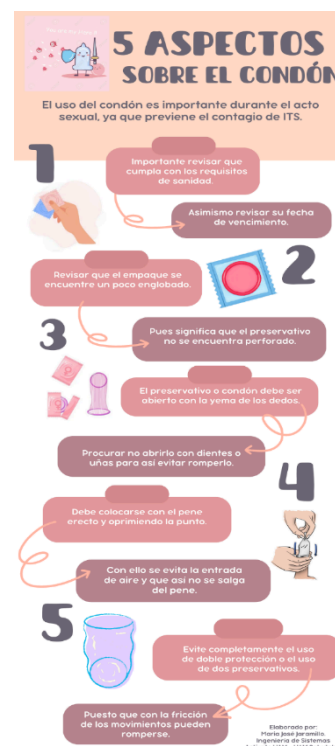 5 ASPECTOS
SOBRE EL CONDÓN
El uso del condón es importante durante el acto
sexual, ya que previene el contagio de ITS.
1
Importante revisar que
cumpla con los requisitos
de sanidad.
Asimismo revisar su fecha
de vencimiento.
2
Revisar que el empaque se
encuentre un poco englobado.
Pues significa que el preservativo
no se encuentra perforado.
3
El preservativo o condón debe ser
abierto con la yema de los dedos.
Procurar no abrirlo con dientes o
uñas para así evitar romperlo.
4
Debe colocarse con el pene
erecto y oprimiendo la punto.
Con ello se evita la entrada
de aire y que así no se salga
del pene.
5
Evite completamente el uso
de doble protección o el uso
de dos preservativos.
Puesto que con la fricción
de los movimientos pueden
romperse.
Elaborado por:
María José Jaramillo.
Ingeniería de Sistemas